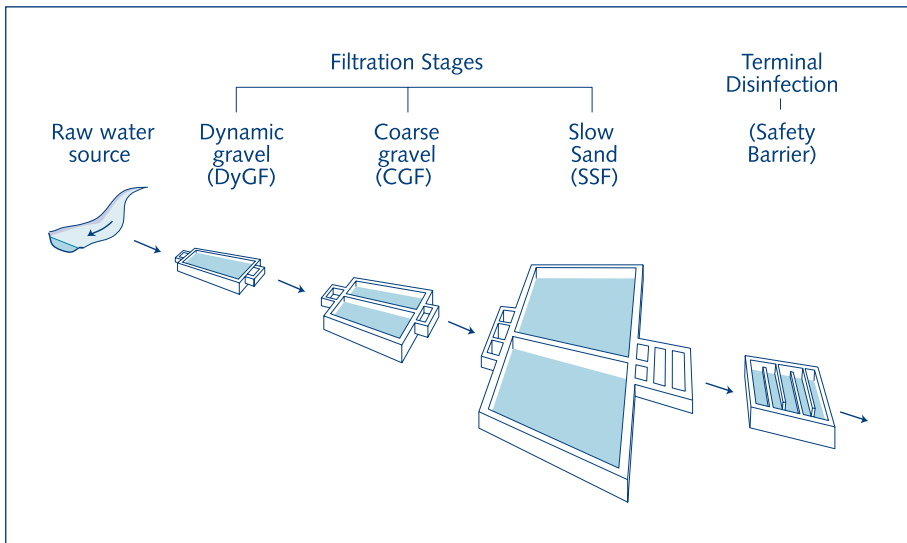 Filtration Stages
Terminal
Disinfection
Raw water
source
Dynamic
gravel
(DyGF)
Coarse
gravel
(CGF)
Slow
Sand
(SSF)
(Safety
Barrier)